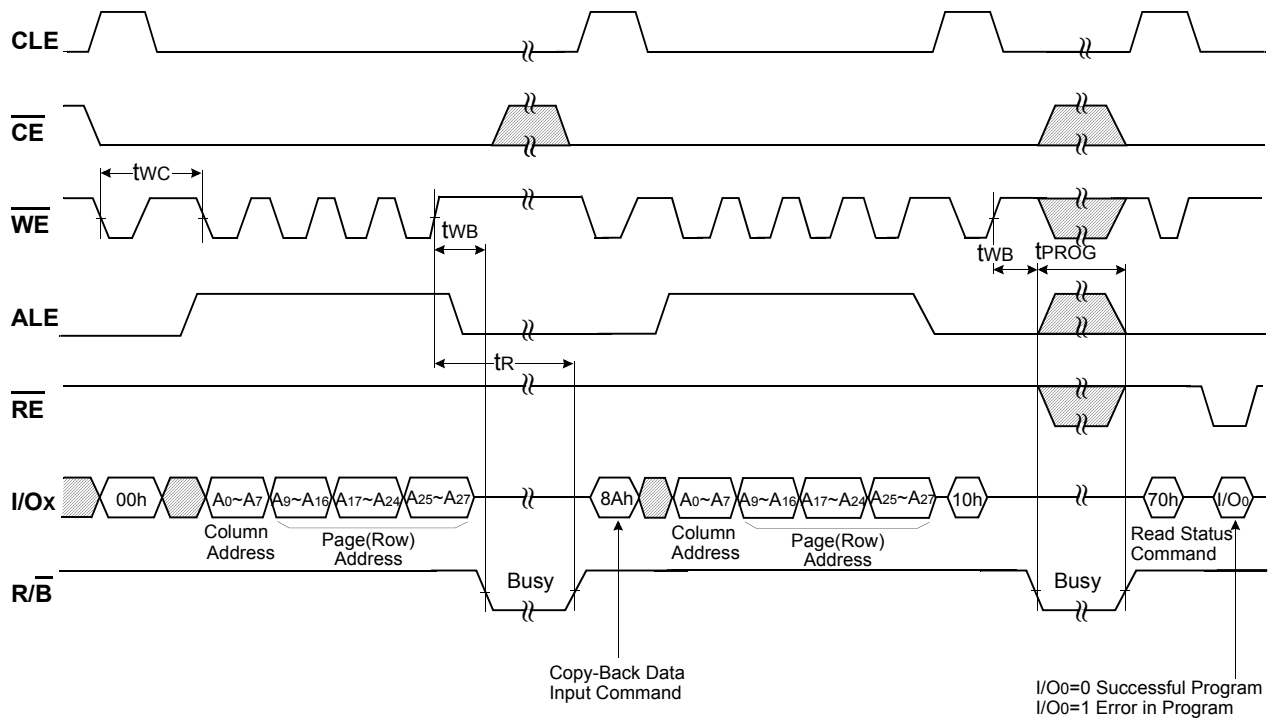 CLE
CE
tWC
WE
tWB
tWB
tPROG
ALE
tR
RE
I/Ox
00h
A0~A7
A9~A16
A17~A24
A25~A27
8Ah
A0~A7
A9~A16
A17~A24
A25~A27
10h
70h
I/O0
Column
Address
Page(Row)
Address
Column
Address
Page(Row)
Address
Read Status
Command
R/B
Busy
Busy
Copy-Back Data
Input Command
I/O0=0 Successful Program
I/O0=1 Error in Program